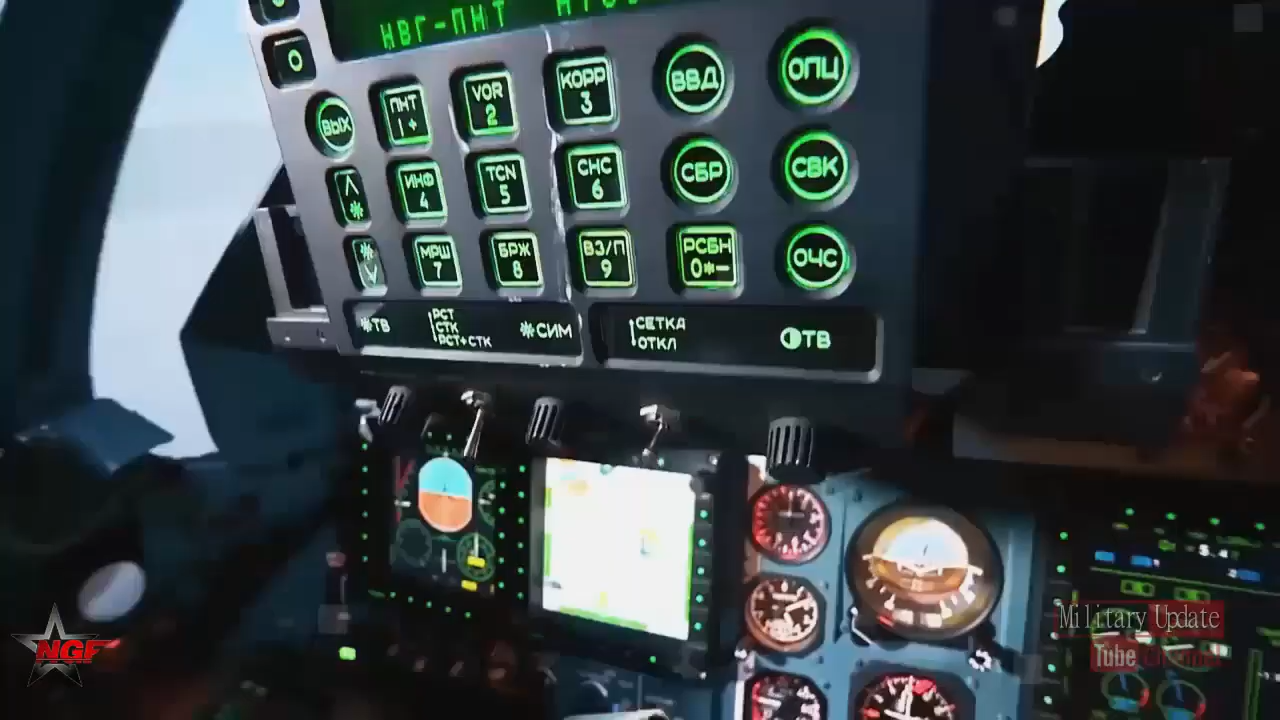 НВГ-ПНТ
ВЫХ
ПНТ
1+
VOR
2
КОРР
3
ВВД
ОПЦ
ИНФ
4
TCN
5
СНС
6
СБР
СВК
МРШ
7
БРЖ
8
ВЗ/П
9
РСБН
0*−
ОЧС
ТВ
РСТ
СТК
РСТ+СТК
СИМ
СЕТКА
ОТКЛ
ТВ
NGF
Military Update
Tube Channel